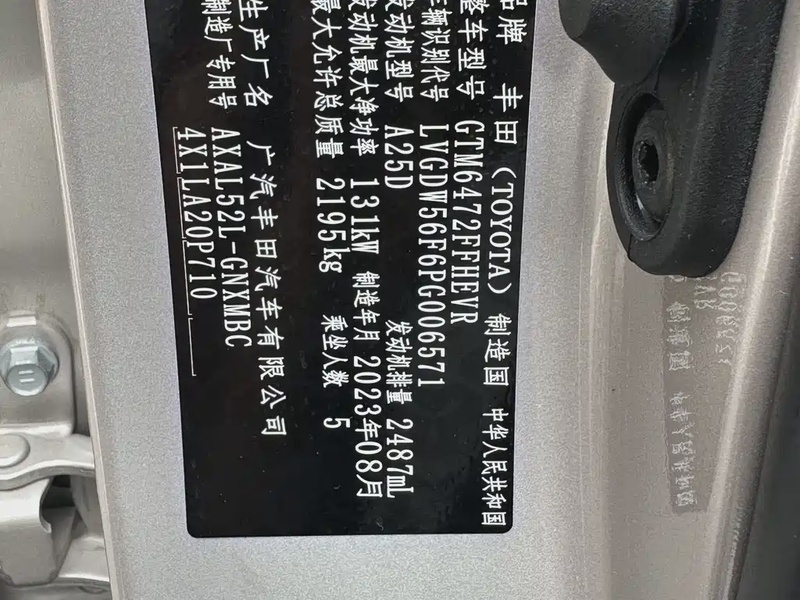 品牌 丰田 (TOYOTA) 制造国 中华人民共和国
整车型号 GTM6472FFHEVR
车辆识别代号 LVGDW56F6PG006571
发动机型号 A25D 发动机排量 2487mL
发动机最大净功率 131kW 制造年月 2023年08月
最大允许总质量 2195kg 乘坐人数 5
生产厂名 广汽丰田汽车有限公司
制造厂专用号 AXAL52L-GNXMBC
4X1LA20P710